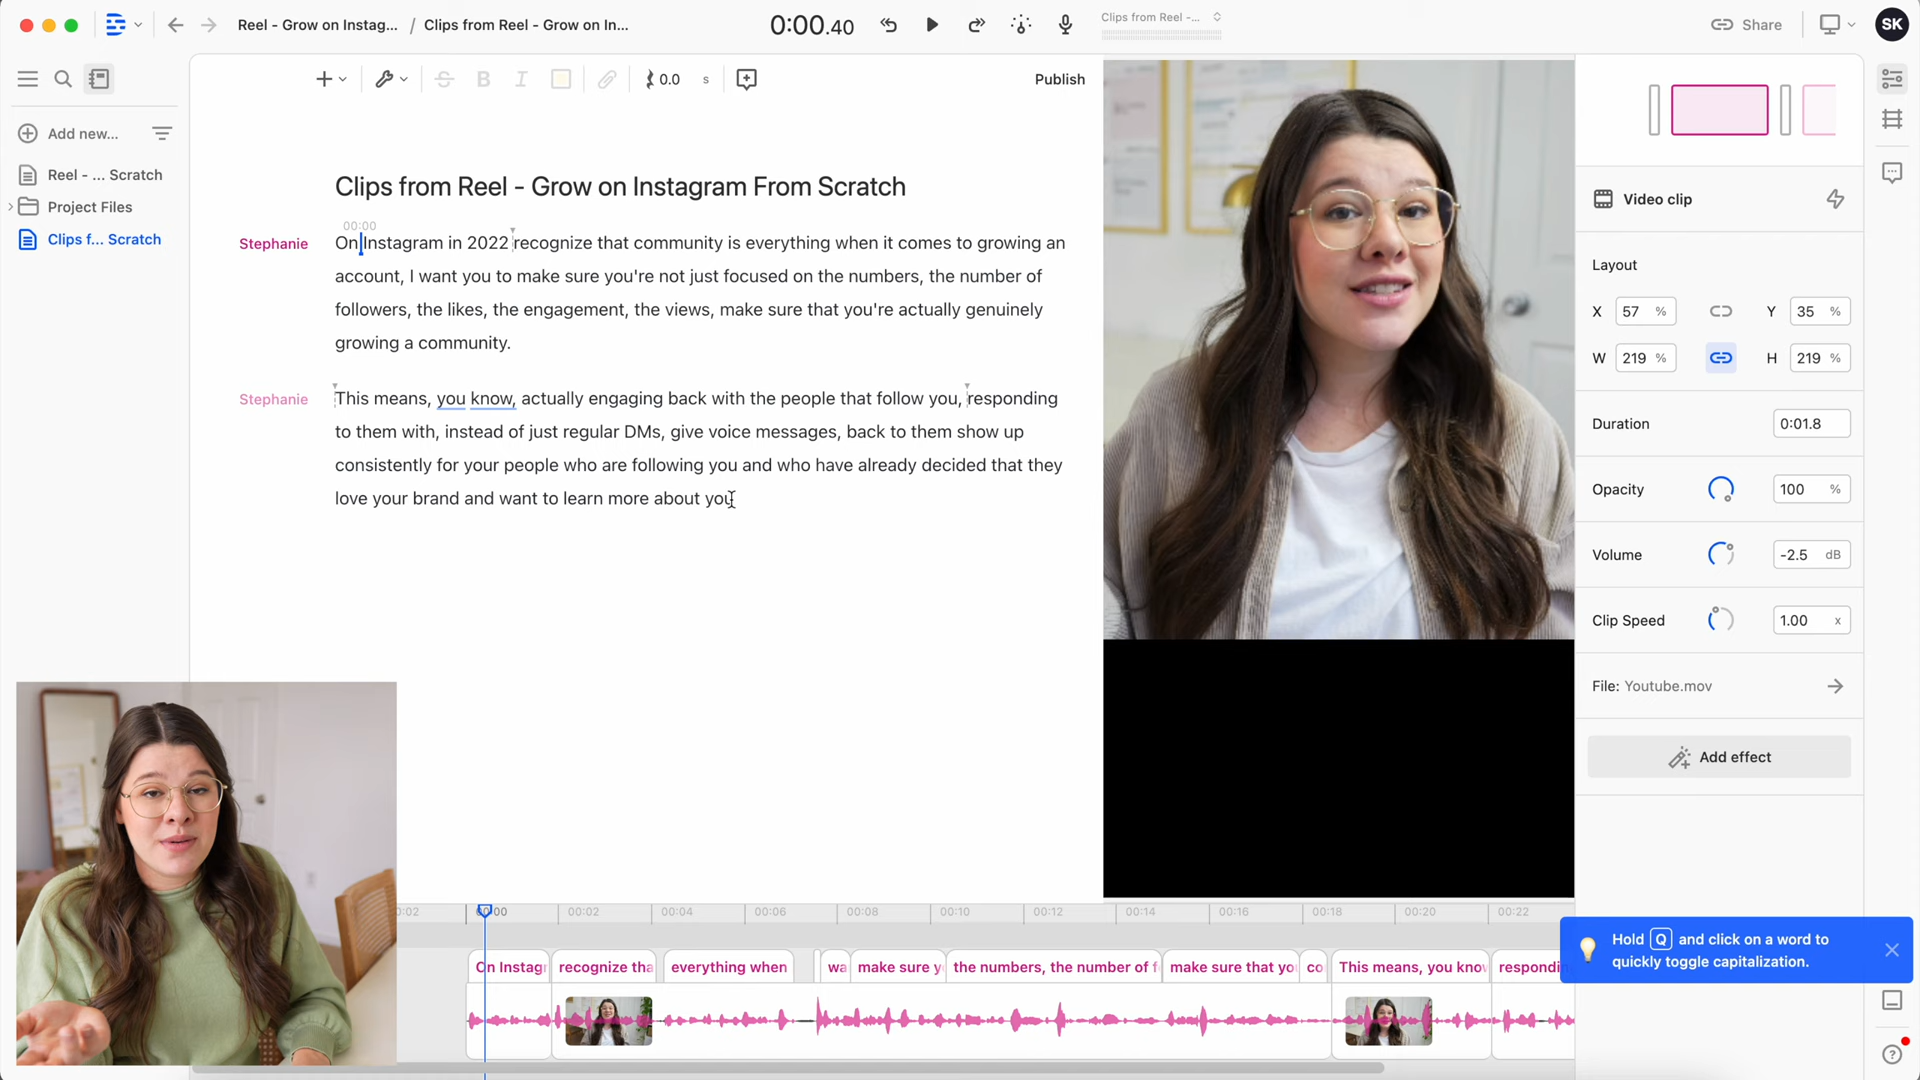 Reel - Grow on Instag... / Clips from Reel - Grow on In...
0:00.40
Clips from Reel -...
Share
SK
0.0 s
Publish
Add new...
Reel - ... Scratch
Project Files
Clips f... Scratch
Clips from Reel - Grow on Instagram From Scratch
00:00
Stephanie
On Instagram in 2022 recognize that community is everything when it comes to growing an
account, I want you to make sure you're not just focused on the numbers, the number of
followers, the likes, the engagement, the views, make sure that you're actually genuinely
growing a community.
Stephanie
This means, you know, actually engaging back with the people that follow you, responding
to them with, instead of just regular DMs, give voice messages, back to them show up
consistently for your people who are following you and who have already decided that they
love your brand and want to learn more about you
Video clip
Layout
X 57 % Y 35 %
W 219 % H 219 %
Duration 0:01.8
Opacity 100 %
Volume -2.5 dB
Clip Speed 1.00 x
File: Youtube.mov
Add effect
:02 00:00 00:02 00:04 00:06 00:08 00:10 00:12 00:14 00:16 00:18 00:20 00:22
On Instagr recognize tha everything when wa make sure y the numbers, the number of f make sure that yo co This means, you kno respondi
Hold Q and click on a word to
quickly toggle capitalization.